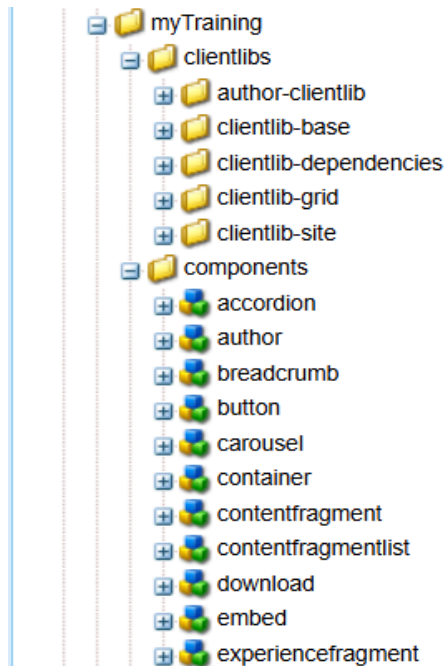 myTraining
clientlibs
author-clientlib
clientlib-base
clientlib-dependencies
clientlib-grid
clientlib-site
components
accordion
author
breadcrumb
button
carousel
container
contentfragment
contentfragmentlist
download
embed
experiencefragment